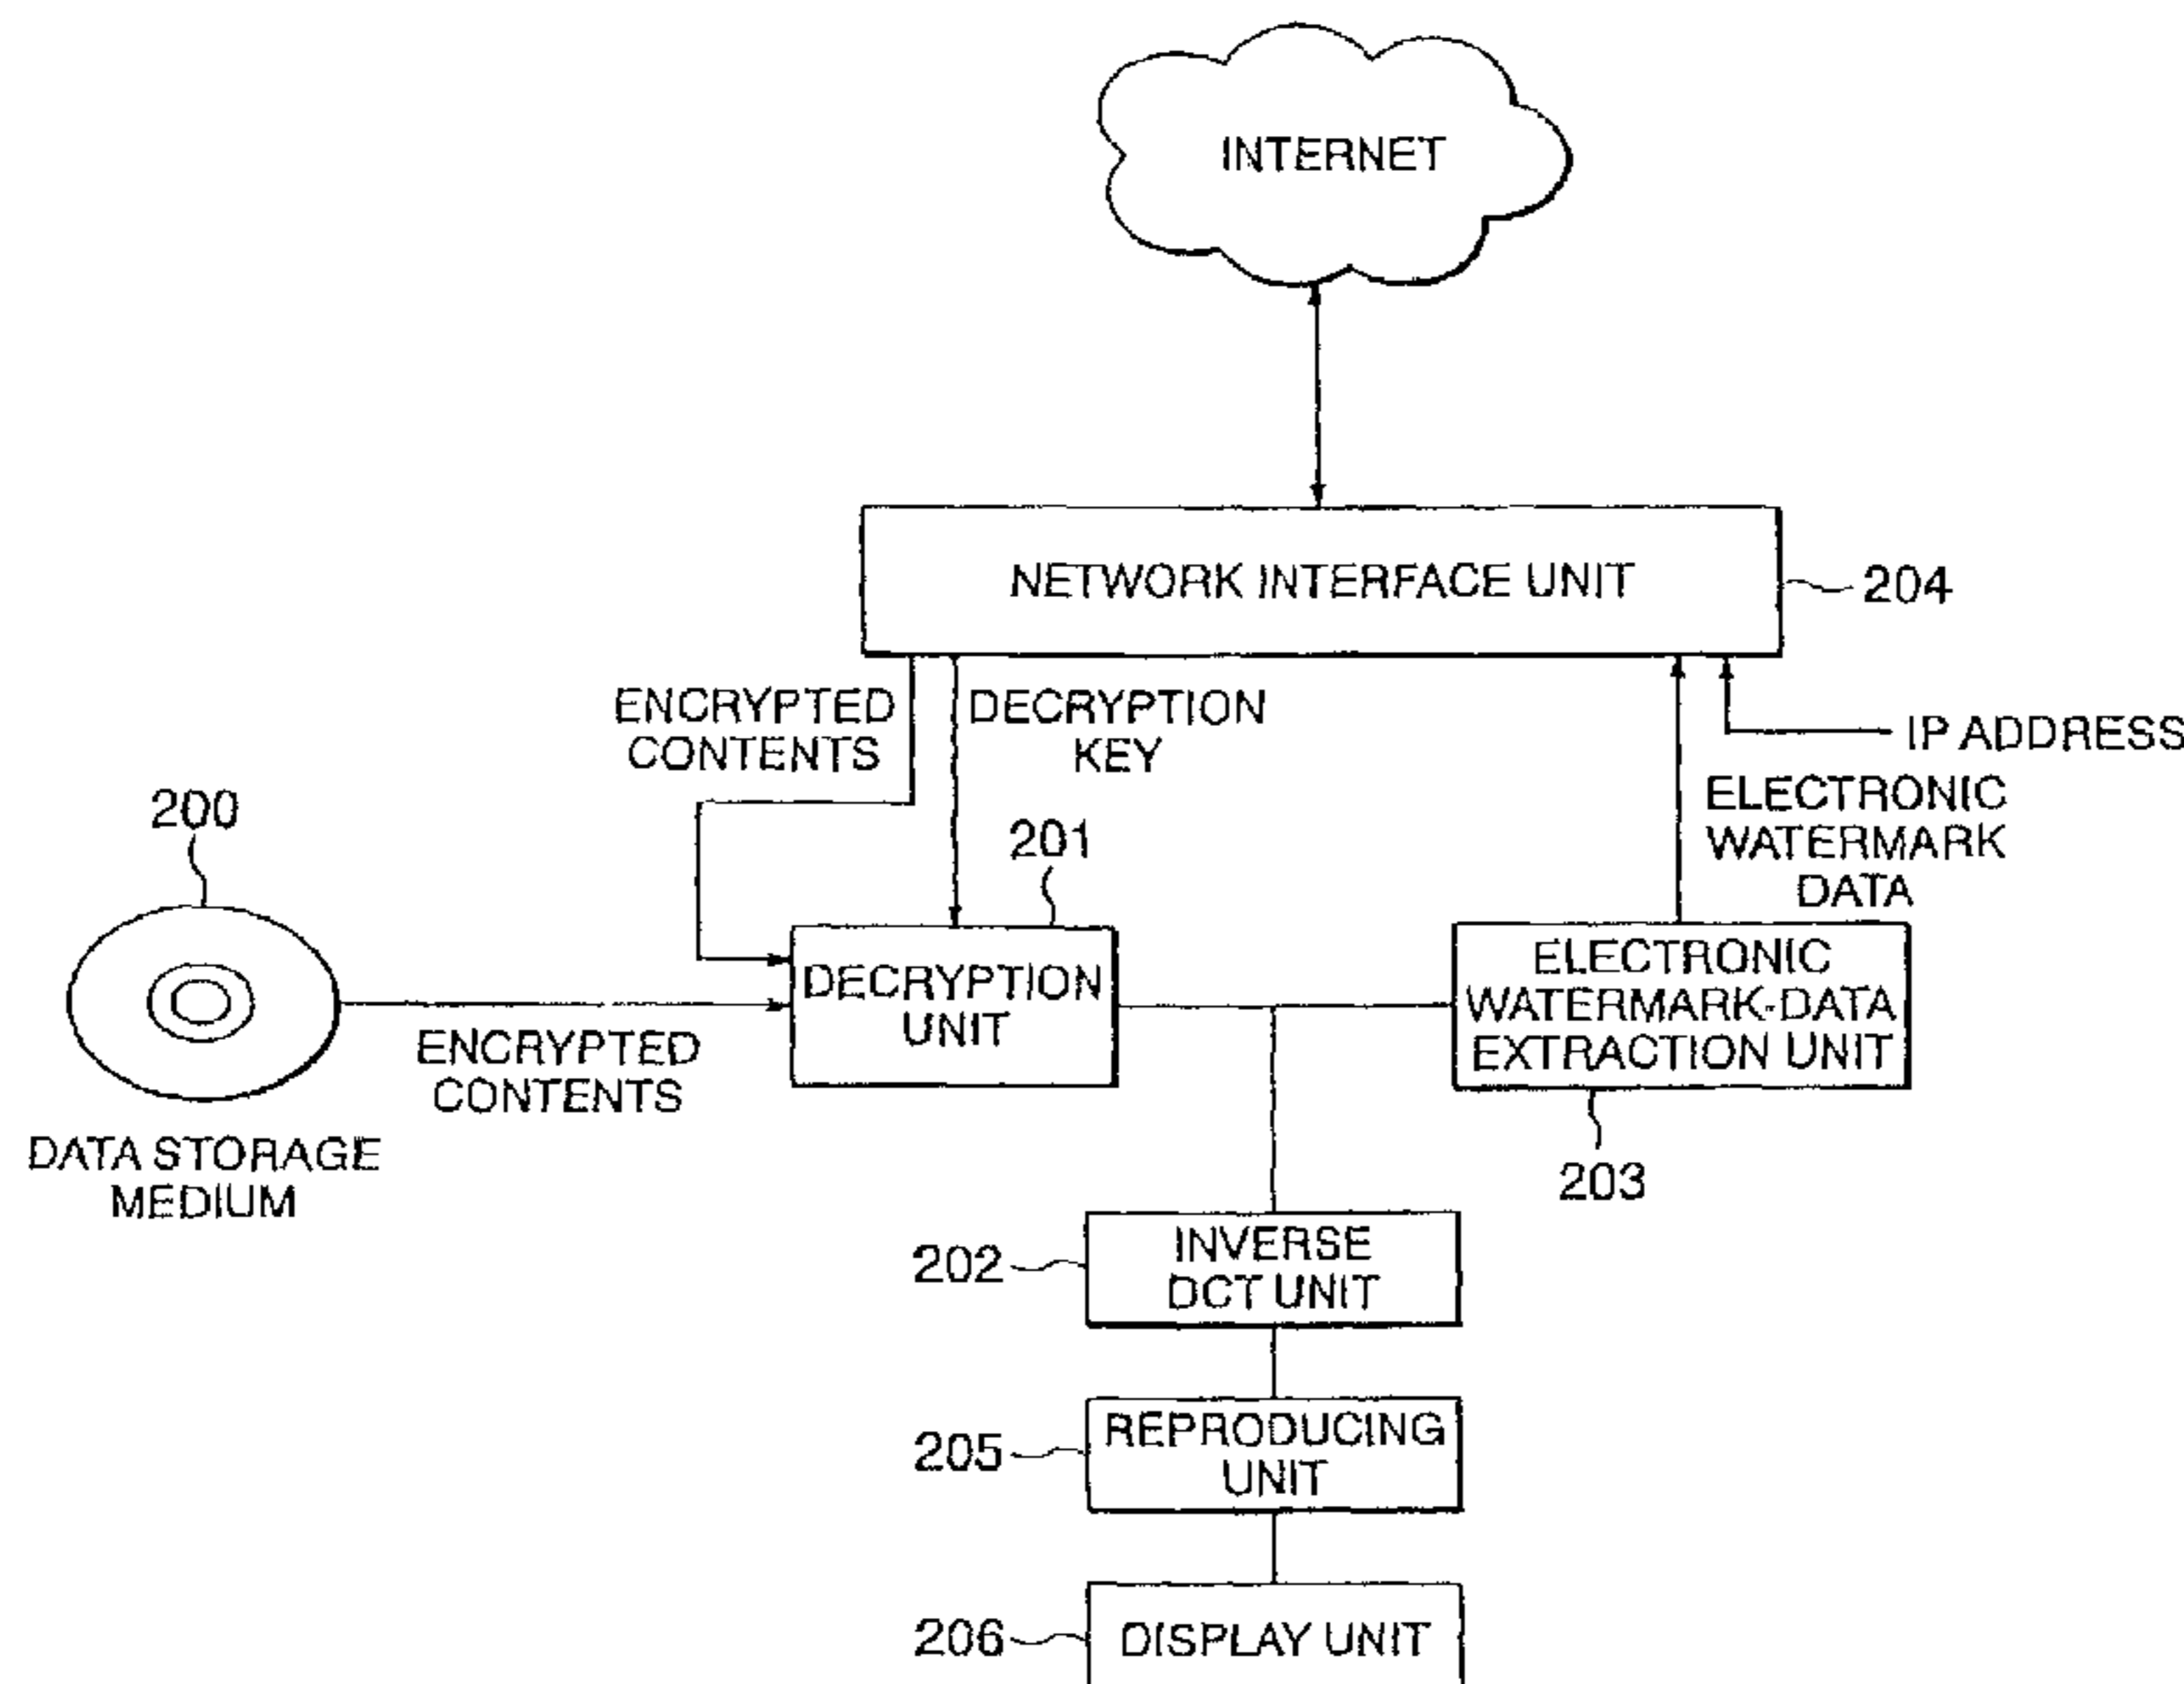 INTERNET
NETWORK INTERFACE UNIT
204
ENCRYPTED
CONTENTS
DECRYPTION
KEY
IP ADDRESS
ELECTRONIC
WATERMARK
DATA
200
201
DECRYPTION
UNIT
ELECTRONIC
WATERMARK-DATA
EXTRACTION UNIT
ENCRYPTED
CONTENTS
DATA STORAGE
MEDIUM
203
202
INVERSE
DCT UNIT
205
REPRODUCING
UNIT
206
DISPLAY UNIT